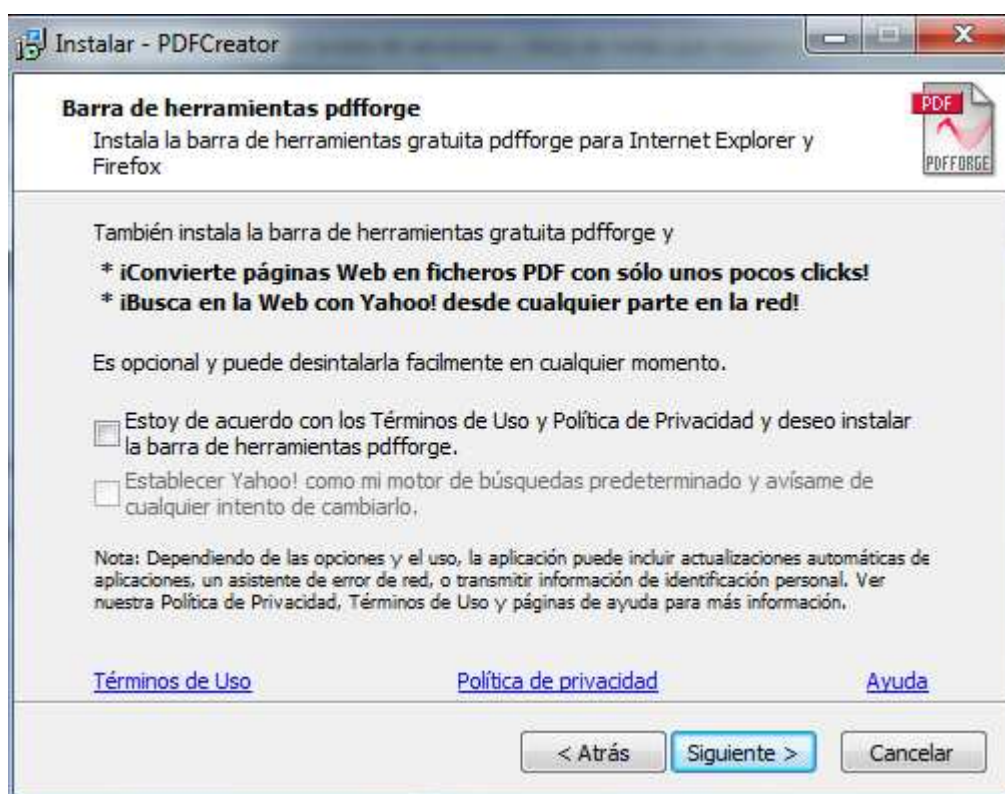 Instalar - PDFCreator
Barra de herramientas pdfforge
Instala la barra de herramientas gratuita pdfforge para Internet Explorer y
Firefox
PDF
PDFFORGE
También instala la barra de herramientas gratuita pdfforge y
* ¡Convierte páginas Web en ficheros PDF con sólo unos pocos clicks!
* ¡Busca en la Web con Yahoo! desde cualquier parte en la red!
Es opcional y puede desintalarla facilmente en cualquier momento.
Estoy de acuerdo con los Términos de Uso y Política de Privacidad y deseo instalar
la barra de herramientas pdfforge.
Establecer Yahoo! como mi motor de búsquedas predeterminado y avísame de
cualquier intento de cambiarlo.
Nota: Dependiendo de las opciones y el uso, la aplicación puede incluir actualizaciones automáticas de
aplicaciones, un asistente de error de red, o transmitir información de identificación personal. Ver
nuestra Política de Privacidad, Términos de Uso y páginas de ayuda para más información.
Términos de Uso Política de privacidad Ayuda
< Atrás Siguiente > Cancelar